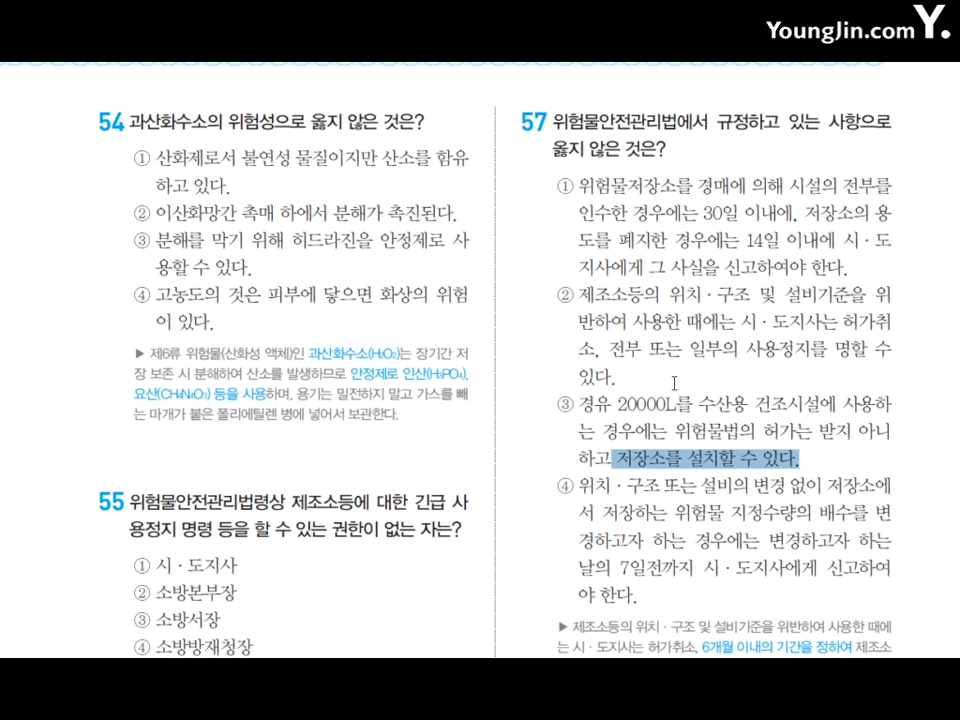 YoungJin.com Y.
54 과산화수소의 위험성으로 옳지 않은 것은?
① 산화제로서 불연성 물질이지만 산소를 함유
하고 있다.
② 이산화망간 촉매 하에서 분해가 촉진된다.
③ 분해를 막기 위해 히드라진을 안정제로 사
용할 수 있다.
④ 고농도의 것은 피부에 닿으면 화상의 위험
이 있다.
▶ 제6류 위험물(산화성 액체)인 과산화수소(H₂O₂)는 장기간 저
장 보존 시 분해하여 산소를 발생하므로 안정제로 인산(H₃PO₄),
요산(C₅H₄N₄O₃) 등을 사용하며, 용기는 밀전하지 말고 가스를 빼
는 마개가 붙은 폴리에틸렌 병에 넣어서 보관한다.
55 위험물안전관리법령상 제조소등에 대한 긴급 사
용정지 명령 등을 할 수 있는 권한이 없는 자는?
① 시·도지사
② 소방본부장
③ 소방서장
④ 소방방재청장
57 위험물안전관리법에서 규정하고 있는 사항으로
옳지 않은 것은?
① 위험물저장소를 경매에 의해 시설의 전부를
인수한 경우에는 30일 이내에, 저장소의 용
도를 폐지한 경우에는 14일 이내에 시·도
지사에게 그 사실을 신고하여야 한다.
② 제조소등의 위치·구조 및 설비기준을 위
반하여 사용한 때에는 시·도지사는 허가취
소, 전부 또는 일부의 사용정지를 명할 수
있다.
③ 경유 20000L를 수산용 건조시설에 사용하
는 경우에는 위험물법의 허가는 받지 아니
하고 저장소를 설치할 수 있다.
④ 위치·구조 또는 설비의 변경 없이 저장소에
서 저장하는 위험물 지정수량의 배수를 변
경하고자 하는 경우에는 변경하고자 하는
날의 7일전까지 시·도지사에게 신고하여
야 한다.
▶ 제조소등의 위치·구조 및 설비기준을 위반하여 사용한 때에
는 시·도지사는 허가취소, 6개월 이내의 기간을 정하여 제조소